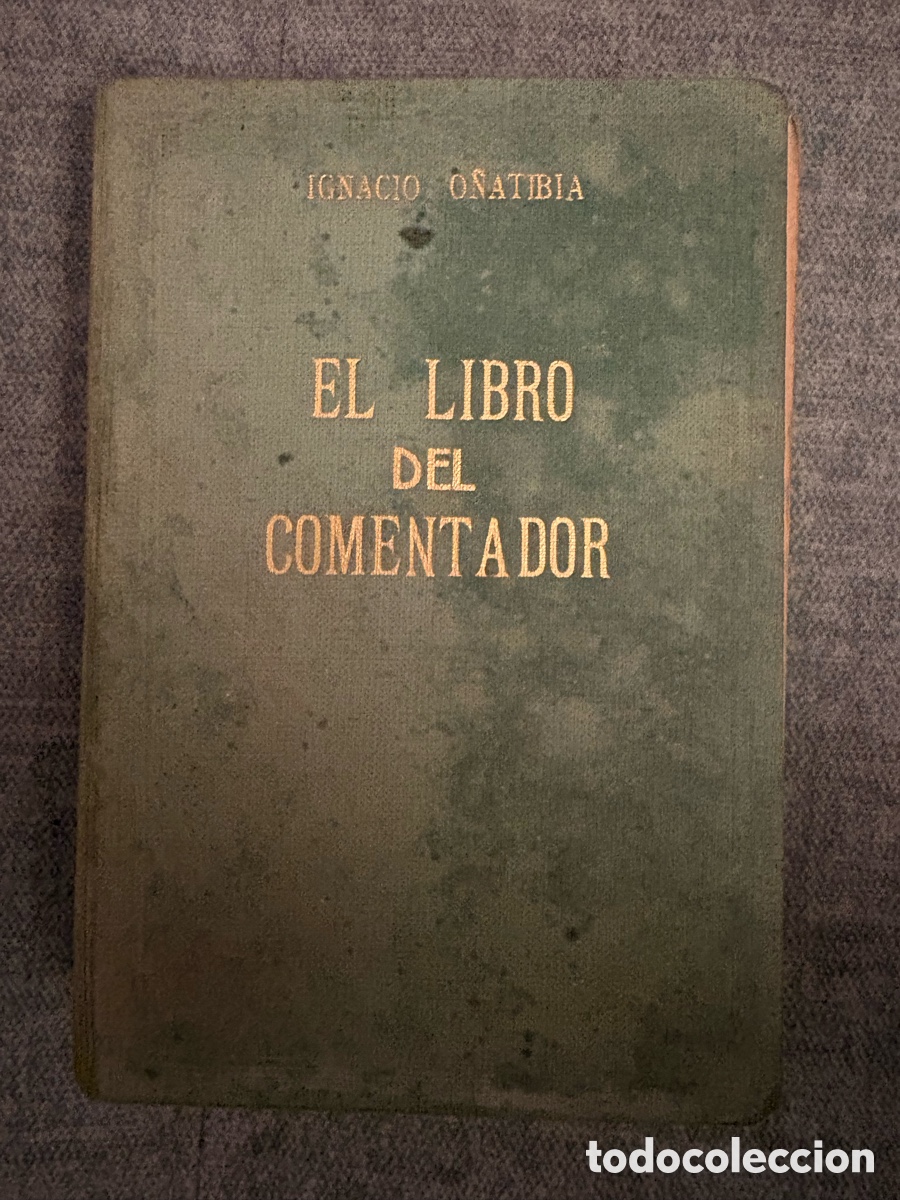 IGNACIO OÑATIBIA
EL LIBRO
DEL
COMENTADOR
todocoleccion